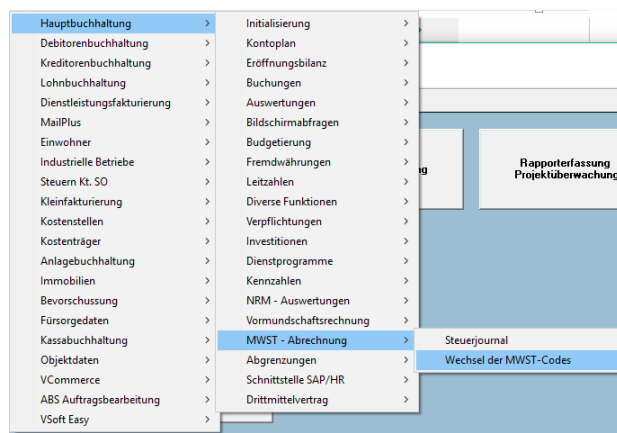 Hauptbuchhaltung
Debitorenbuchhaltung
Kreditorenbuchhaltung
Lohnbuchhaltung
Dienstleistungsfakturierung
MailPlus
Einwohner
Industrielle Betriebe
Steuern Kt. SO
Kleinfakturierung
Kostenstellen
Kostenträger
Anlagebuchhaltung
Immobilien
Bevorschussung
Fürsorgedaten
Kassabuchhaltung
Objektdaten
VCommerce
ABS Auftragsbearbeitung
VSoft Easy
Initialisierung
Kontoplan
Eröffnungsbilanz
Buchungen
Auswertungen
Bildschirmabfragen
Budgetierung
Fremdwährungen
Leitzahlen
Diverse Funktionen
Verpflichtungen
Investitionen
Dienstprogramme
Kennzahlen
NRM - Auswertungen
Vormundschaftsrechnung
MWST - Abrechnung
Abgrenzungen
Schnittstelle SAP/HR
Drittmittelvertrag
Steuerjournal
Wechsel der MWST-Codes
Rapporterfassung
Projektüberwachung